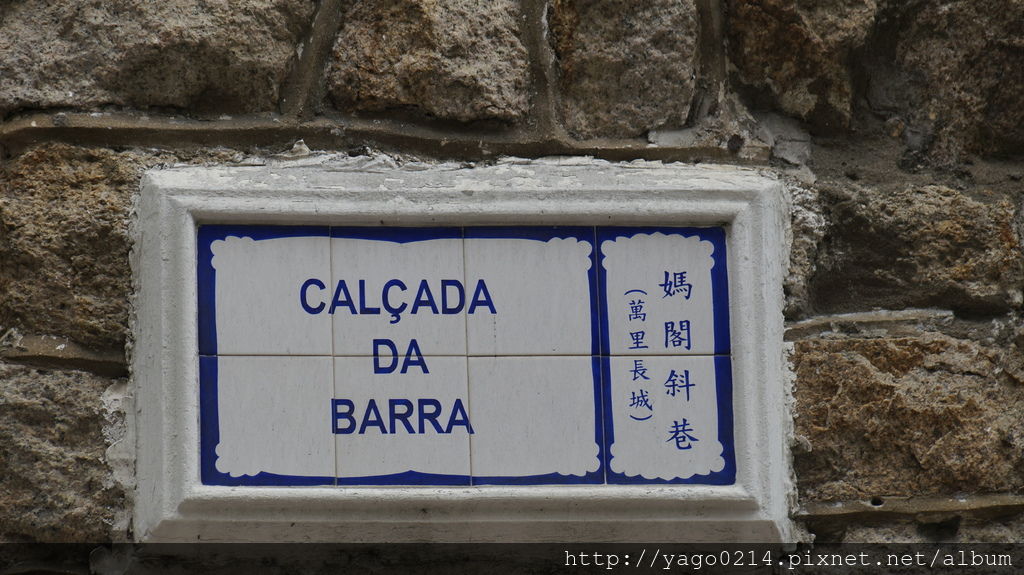 CALÇADA
DA
BARRA
媽閣斜巷
(萬里長城)
http://yago0214.pixnet.net/album